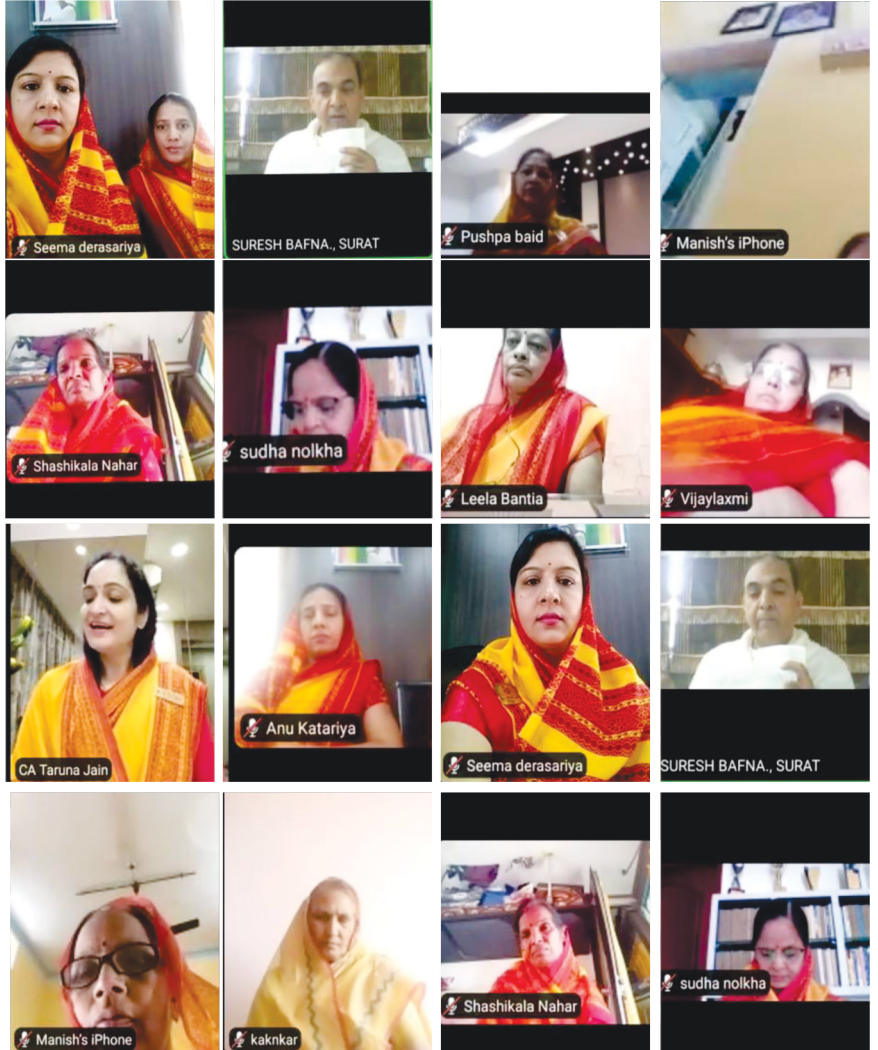 Seema derasariya
SURESH BAFNA., SURAT
Pushpa baid
Manish's iPhone
Shashikala Nahar
sudha nolkha
Leela Bantia
Vijaylaxmi
CA Taruna Jain
Anu Katariya
Seema derasariya
SURESH BAFNA., SURAT
Manish's iPhone
kaknkar
Shashikala Nahar
sudha nolkha